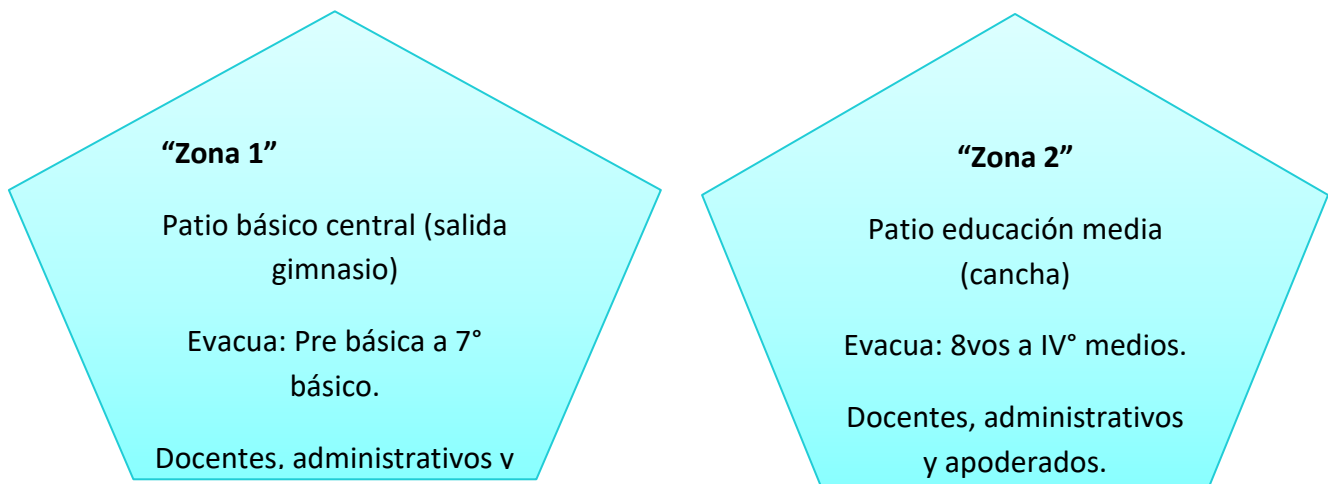 “Zona 1”
Patio básico central (salida
gimnasio)
Evacua: Pre básica a 7°
básico.
Docentes, administrativos y
“Zona 2”
Patio educación media
(cancha)
Evacua: 8vos a IV° medios.
Docentes, administrativos
y apoderados.